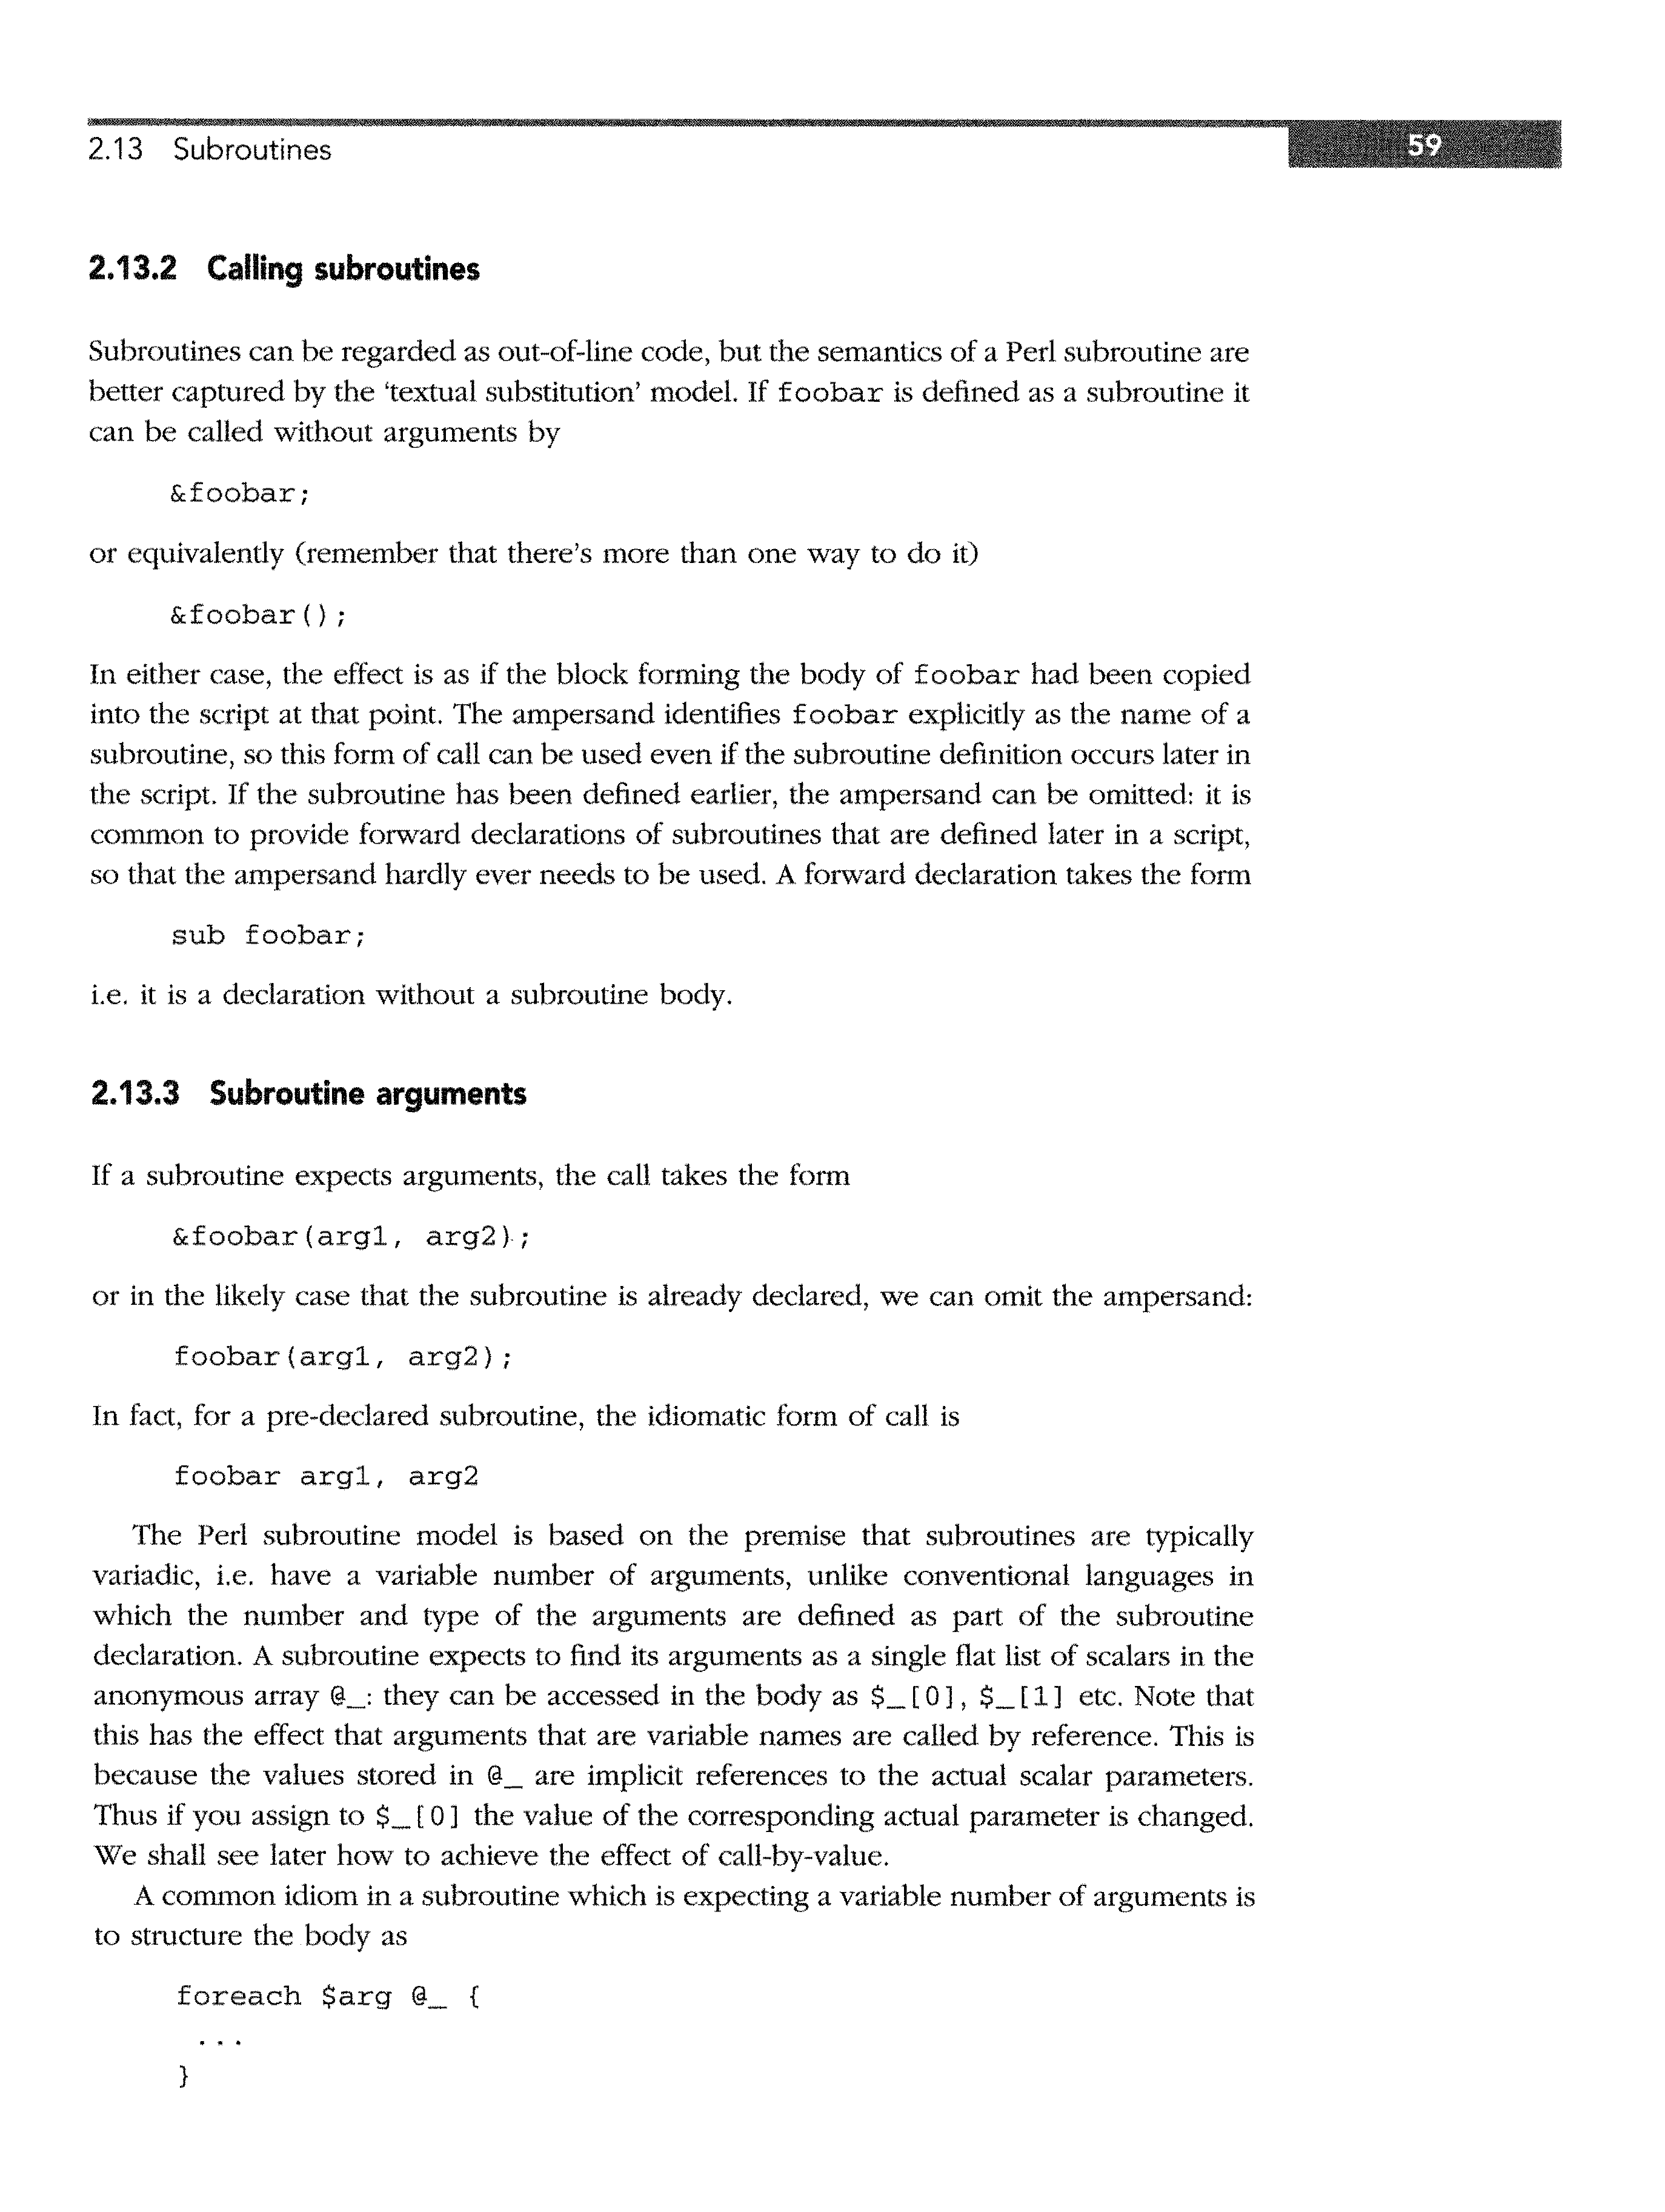 2.13 Subroutines
59
2.13.2 Calling subroutines
Subroutines can be regarded as out-of-line code, but the semantics of a Perl subroutine are
better captured by the ‘textual substitution’ model. If foobar is defined as a subroutine it
can be called without arguments by
&foobar;
or equivalently (remember that there’s more than one way to do it)
&foobar();
In either case, the effect is as if the block forming the body of foobar had been copied
into the script at that point. The ampersand identifies foobar explicitly as the name of a
subroutine, so this form of call can be used even if the subroutine definition occurs later in
the script. If the subroutine has been defined earlier, the ampersand can be omitted: it is
common to provide forward declarations of subroutines that are defined later in a script,
so that the ampersand hardly ever needs to be used. A forward declaration takes the form
sub foobar;
i.e. it is a declaration without a subroutine body.
2.13.3 Subroutine arguments
If a subroutine expects arguments, the call takes the form
&foobar(arg1, arg2);
or in the likely case that the subroutine is already declared, we can omit the ampersand:
foobar(arg1, arg2);
In fact, for a pre-declared subroutine, the idiomatic form of call is
foobar arg1, arg2
The Perl subroutine model is based on the premise that subroutines are typically
variadic, i.e. have a variable number of arguments, unlike conventional languages in
which the number and type of the arguments are defined as part of the subroutine
declaration. A subroutine expects to find its arguments as a single flat list of scalars in the
anonymous array @_: they can be accessed in the body as $_[0], $_[1] etc. Note that
this has the effect that arguments that are variable names are called by reference. This is
because the values stored in @_ are implicit references to the actual scalar parameters.
Thus if you assign to $_[0] the value of the corresponding actual parameter is changed.
We shall see later how to achieve the effect of call-by-value.
A common idiom in a subroutine which is expecting a variable number of arguments is
to structure the body as
foreach $arg @_ {
...
}